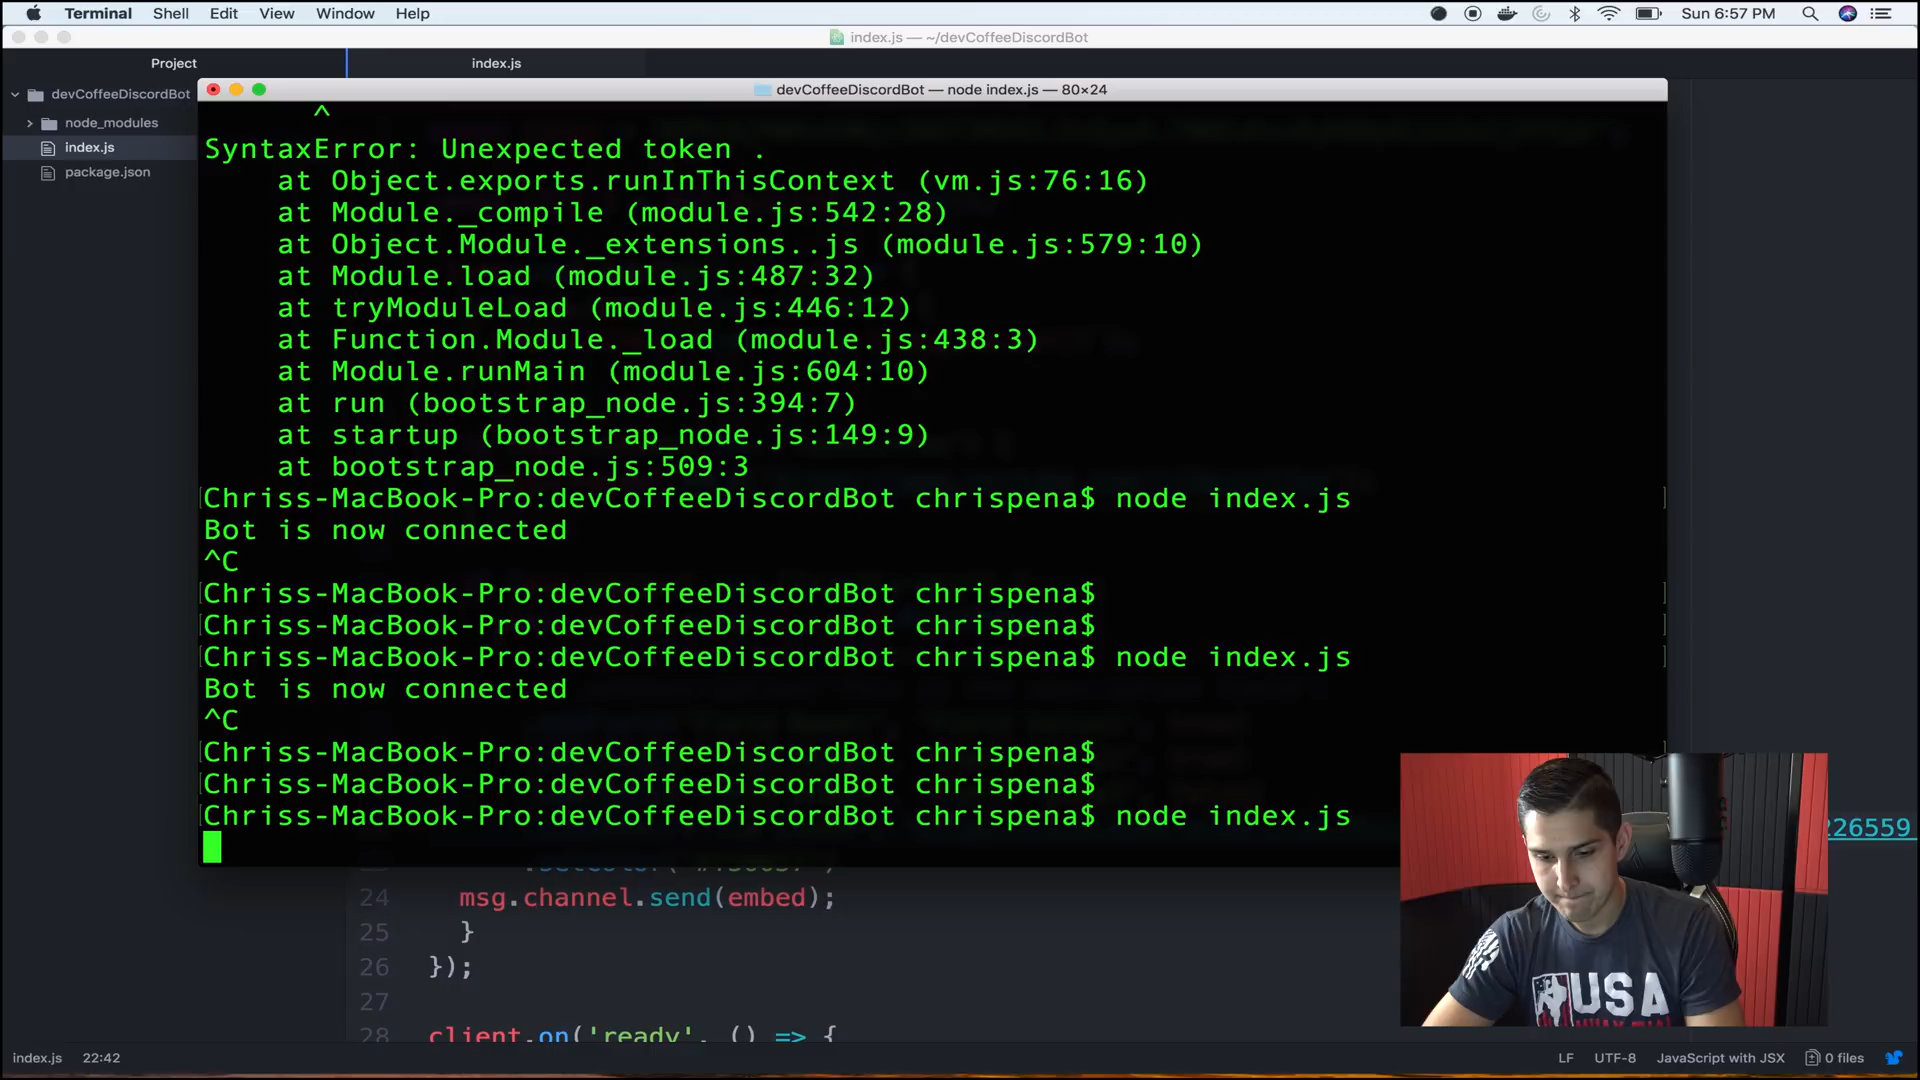 Terminal Shell Edit View Window Help Sun 6:57 PM
index.js — ~/devCoffeeDiscordBot
Project index.js
devCoffeeDiscordBot
node_modules
index.js
package.json
devCoffeeDiscordBot — node index.js — 80×24
^
SyntaxError: Unexpected token .
at Object.exports.runInThisContext (vm.js:76:16)
at Module._compile (module.js:542:28)
at Object.Module._extensions..js (module.js:579:10)
at Module.load (module.js:487:32)
at tryModuleLoad (module.js:446:12)
at Function.Module._load (module.js:438:3)
at Module.runMain (module.js:604:10)
at run (bootstrap_node.js:394:7)
at startup (bootstrap_node.js:149:9)
at bootstrap_node.js:509:3
Chriss-MacBook-Pro:devCoffeeDiscordBot chrispena$ node index.js
Bot is now connected
^C
Chriss-MacBook-Pro:devCoffeeDiscordBot chrispena$
Chriss-MacBook-Pro:devCoffeeDiscordBot chrispena$
Chriss-MacBook-Pro:devCoffeeDiscordBot chrispena$ node index.js
Bot is now connected
^C
Chriss-MacBook-Pro:devCoffeeDiscordBot chrispena$
Chriss-MacBook-Pro:devCoffeeDiscordBot chrispena$
Chriss-MacBook-Pro:devCoffeeDiscordBot chrispena$ node index.js
226559
24 msg.channel.send(embed);
25 }
26 });
27
28 client.on('ready', () => {
USA
index.js 22:42 LF UTF-8 JavaScript with JSX 0 files